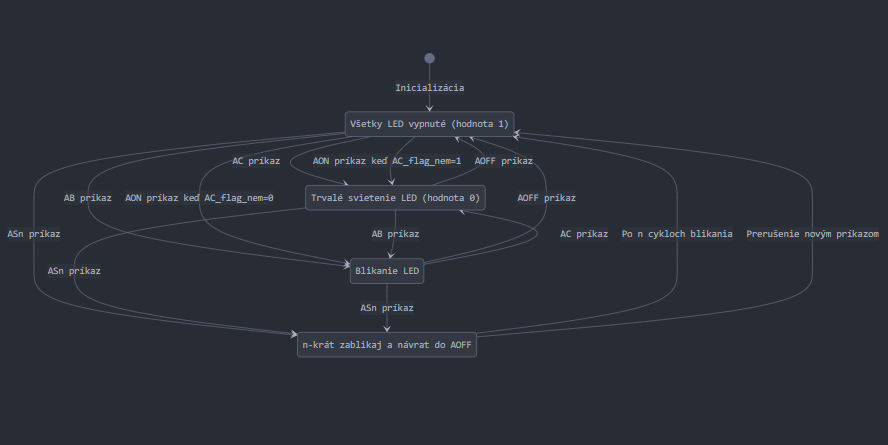 Inicializácia
Všetky LED vypnuté (hodnota 1)
AC príkaz
AON príkaz keď AC_flag_nem=1
AOFF príkaz
AB príkaz
AON príkaz keď AC_flag_nem=0
Trvalé svietenie LED (hodnota 0)
AOFF príkaz
ASn príkaz
AB príkaz
AC príkaz
Po n cykloch blikania
Prerušenie novým príkazom
ASn príkaz
Blikanie LED
ASn príkaz
n-krát zablikaj a návrat do AOFF